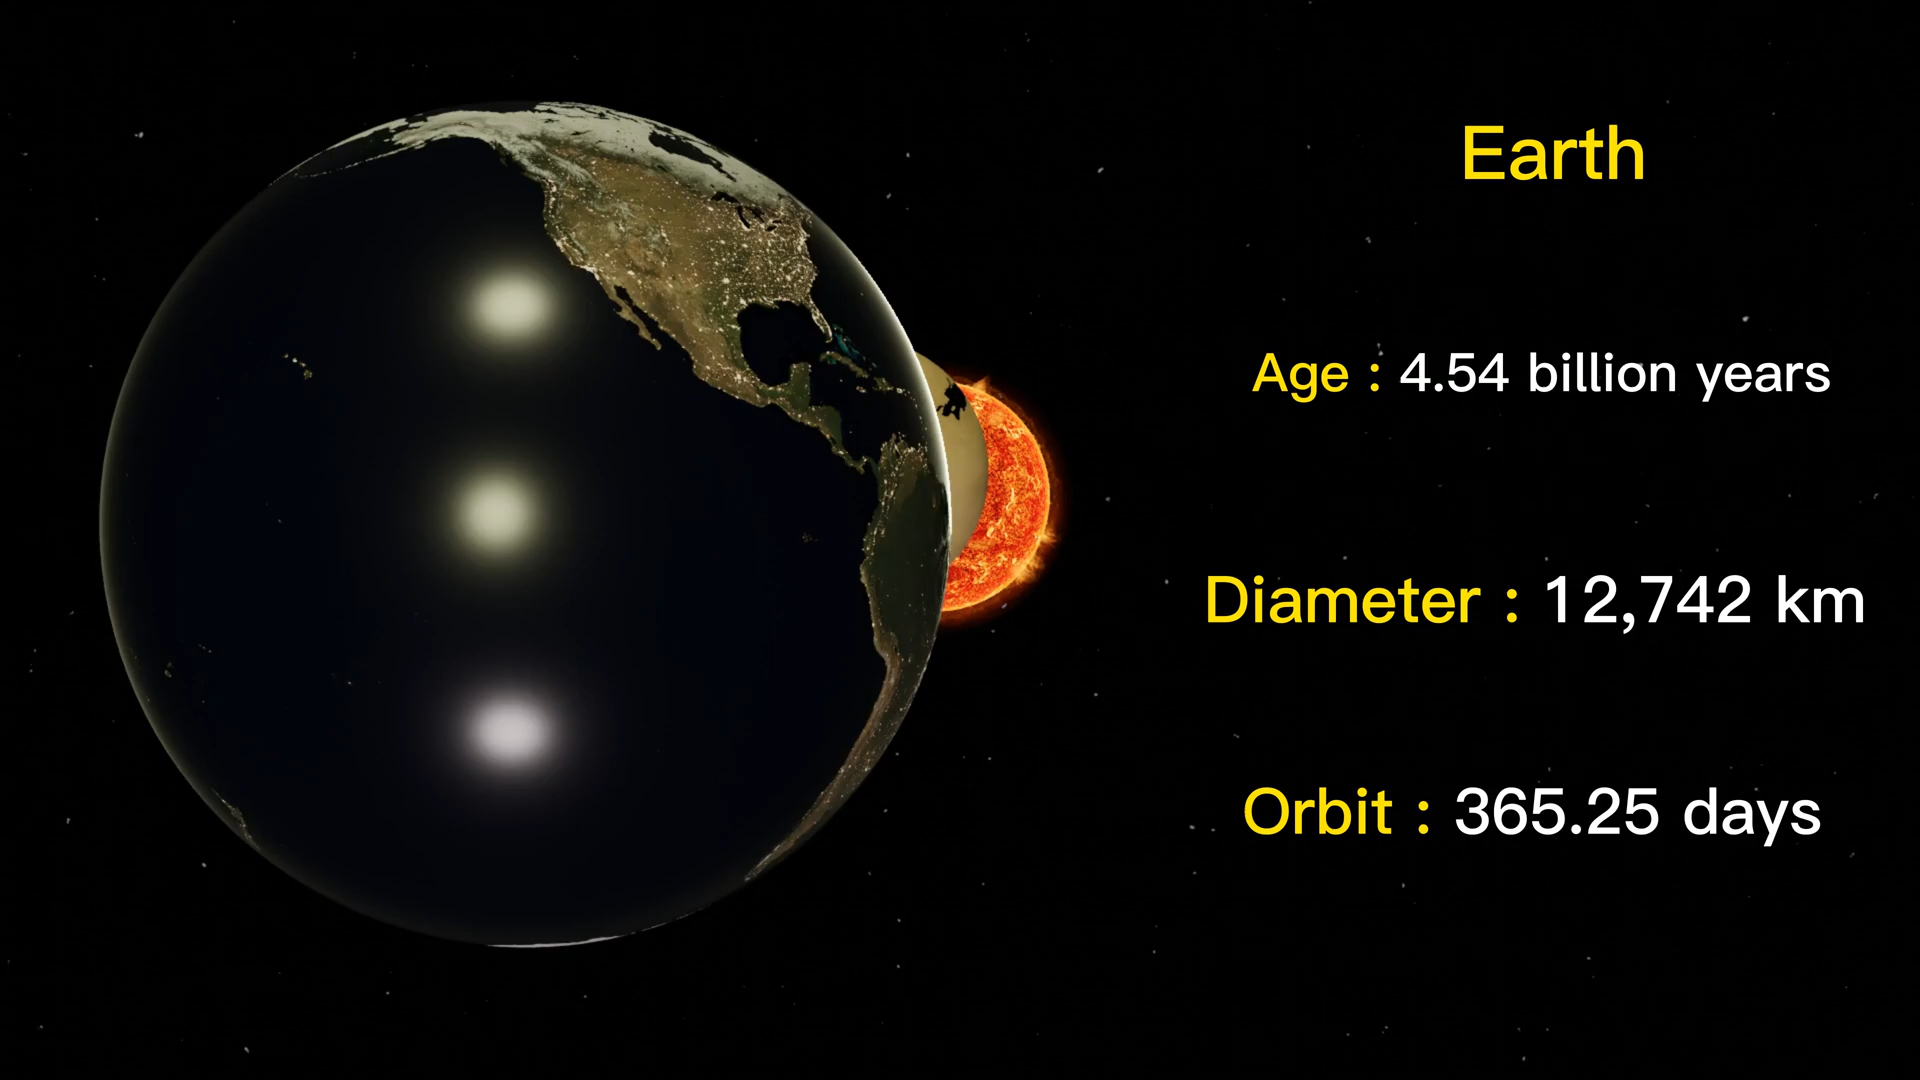 Earth
Age : 4.54 billion years
Diameter : 12,742 km
Orbit : 365.25 days